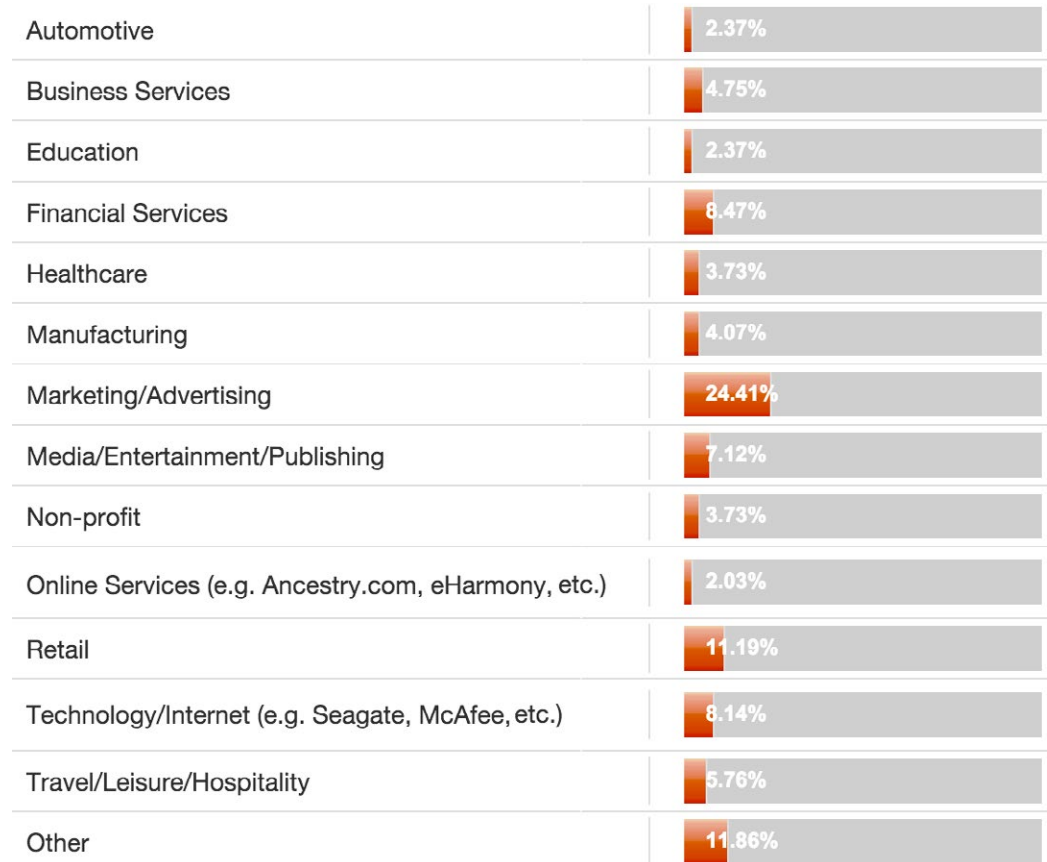 Automotive 2.37%
Business Services 4.75%
Education 2.37%
Financial Services 8.47%
Healthcare 3.73%
Manufacturing 4.07%
Marketing/Advertising 24.41%
Media/Entertainment/Publishing 7.12%
Non-profit 3.73%
Online Services (e.g. Ancestry.com, eHarmony, etc.) 2.03%
Retail 11.19%
Technology/Internet (e.g. Seagate, McAfee, etc.) 8.14%
Travel/Leisure/Hospitality 5.76%
Other 11.86%